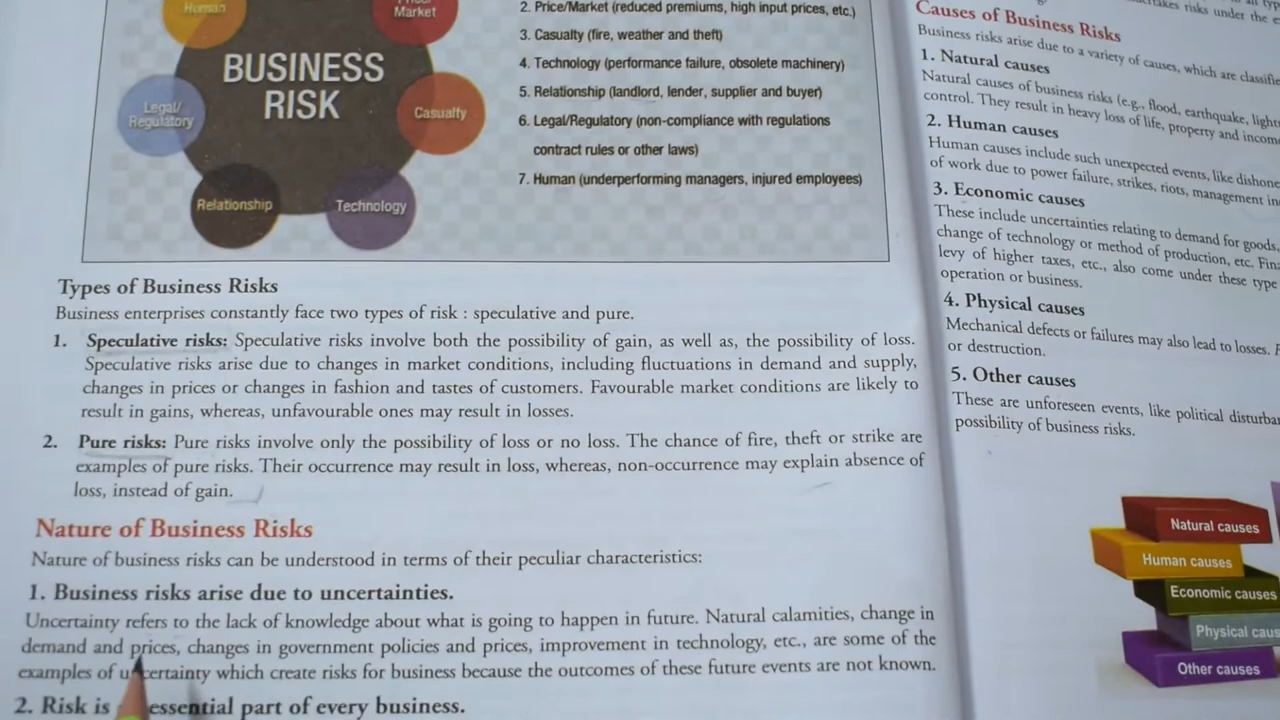 Human
Market
BUSINESS
RISK
Legal/
Regulatory
Casualty
Relationship
Technology
2. Price/Market (reduced premiums, high input prices, etc.)
3. Casualty (fire, weather and theft)
4. Technology (performance failure, obsolete machinery)
5. Relationship (landlord, lender, supplier and buyer)
6. Legal/Regulatory (non-compliance with regulations
contract rules or other laws)
7. Human (underperforming managers, injured employees)
Types of Business Risks
Business enterprises constantly face two types of risk : speculative and pure.
1. Speculative risks: Speculative risks involve both the possibility of gain, as well as, the possibility of loss.
Speculative risks arise due to changes in market conditions, including fluctuations in demand and supply,
changes in prices or changes in fashion and tastes of customers. Favourable market conditions are likely to
result in gains, whereas, unfavourable ones may result in losses.
2. Pure risks: Pure risks involve only the possibility of loss or no loss. The chance of fire, theft or strike are
examples of pure risks. Their occurrence may result in loss, whereas, non-occurrence may explain absence of
loss, instead of gain.
Nature of Business Risks
Nature of business risks can be understood in terms of their peculiar characteristics:
1. Business risks arise due to uncertainties.
Uncertainty refers to the lack of knowledge about what is going to happen in future. Natural calamities, change in
demand and prices, changes in government policies and prices, improvement in technology, etc., are some of the
examples of uncertainty which create risks for business because the outcomes of these future events are not known.
2. Risk is essential part of every business.
risks under the
Causes of Business Risks
Business risks arise due to a variety of causes, which are
1. Natural causes
Natural causes of business risks (e.g., flood, earthquake,
control. They result in heavy loss of life, property and
2. Human causes
Human causes include such unexpected events, like
of work due to power failure, strikes, riots, management
3. Economic causes
These include uncertainties relating to demand for goods,
change of technology or method of production, etc.
levy of higher taxes, etc., also come under these type
operation or business.
4. Physical causes
Mechanical defects or failures may also lead to losses.
or destruction.
5. Other causes
These are unforeseen events, like political
possibility of business risks.
Natural causes
Human causes
Economic causes
Physical
Other causes